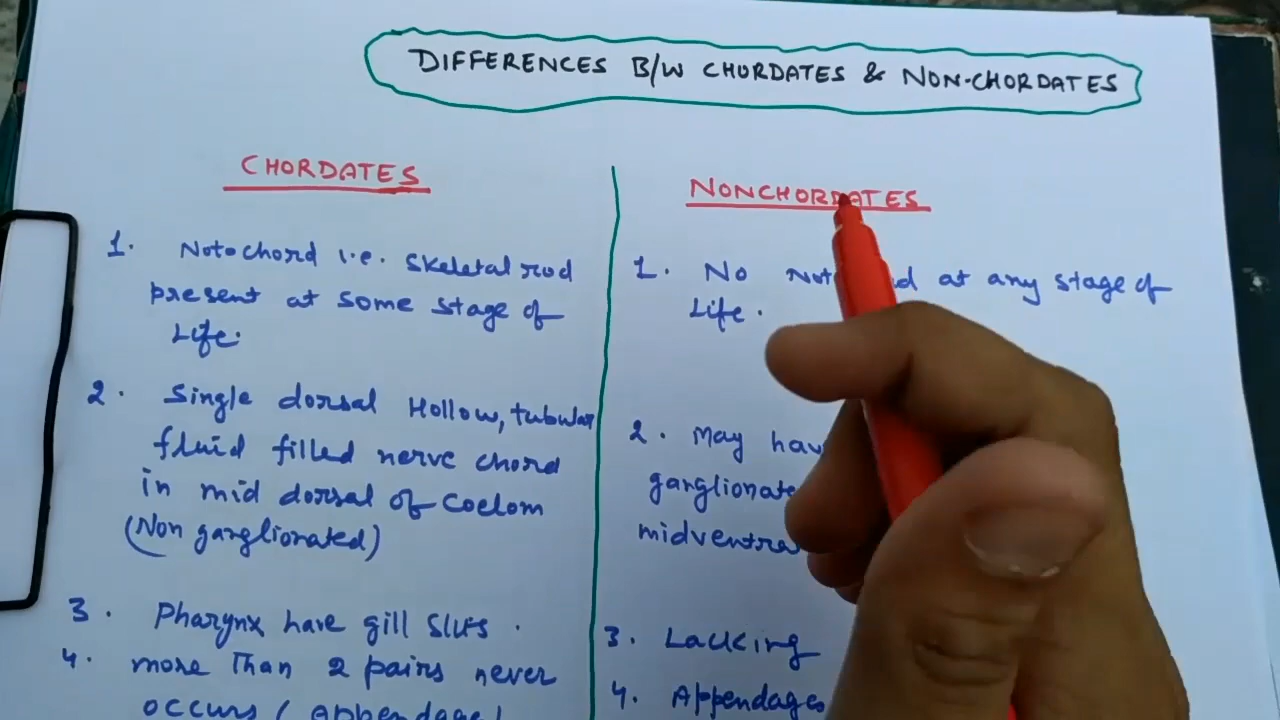 DIFFERENCES B/W CHORDATES & NON-CHORDATES
CHORDATES
1. Notochord i.e. Skeletal rod
present at some stage of
Life.
2. Single dorsal Hollow, tubular
fluid filled nerve chord
in mid dorsal of Coelom
(Non ganglionated)
3. Pharynx have gill slits.
4. more Than 2 pairs never
occurs (Appendage)
NONCHORDATES
1. No at any stage of
Life.
2. May
3. Lacking
4. Appendages